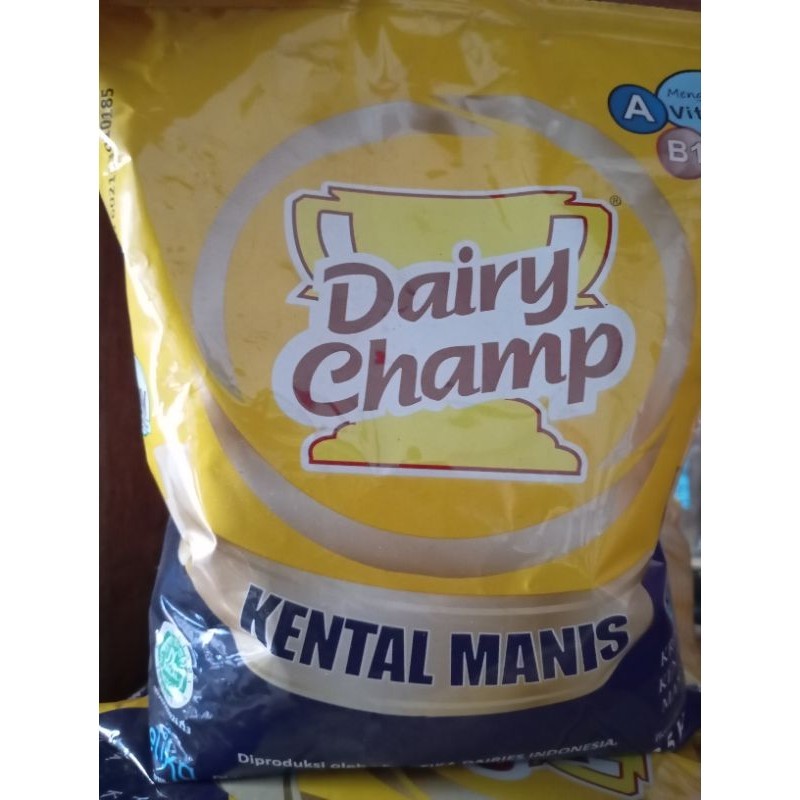 A
B1
®
Dairy
Champ
KENTAL MANIS
Diproduksi oleh
DAIRIES INDONESIA